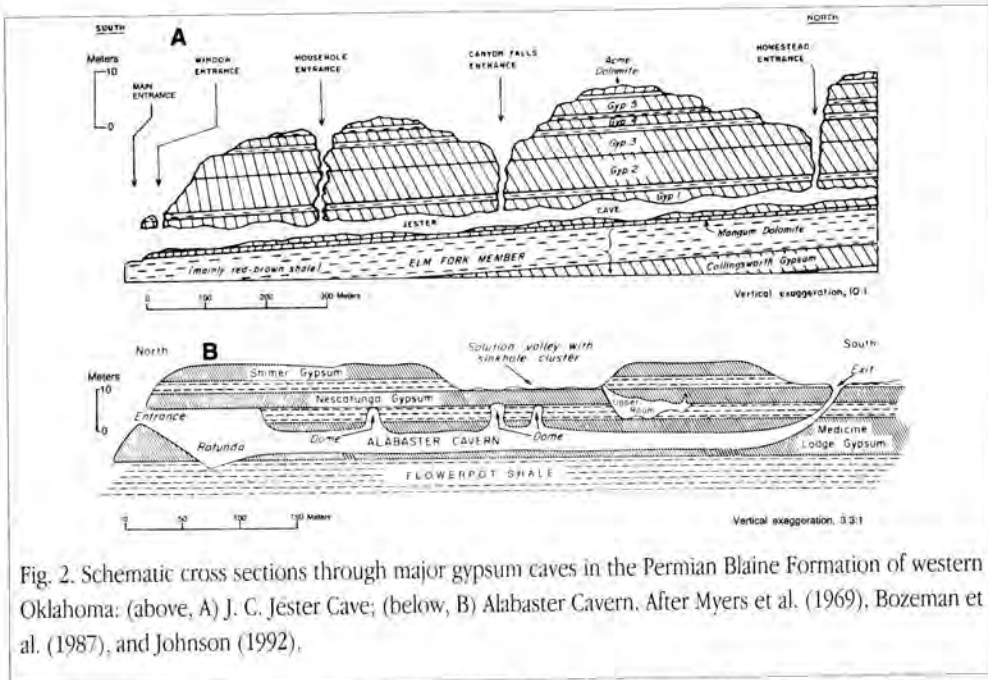 SOUTH
A
NORTH
Meters
10
0
MAIN
ENTRANCE
WINDOW
ENTRANCE
HOUSEHOLE
ENTRANCE
CANYON FALLS
ENTRANCE
Acme
Dolomite
HOMESTEAD
ENTRANCE
Gyp 5
Gyp 4
Gyp 3
Gyp 2
Gyp 1
JESTER
CAVE
Mangum Dolomite
(mainly red-brown shale)
ELM FORK MEMBER
Collingsworth Gypsum
0 100 200 300 Meters
Vertical exaggeration, 10:1
North
B
Solution valley with
sinkhole cluster
South
Meters
10
0
Shimer Gypsum
Exit
Nescatunga Gypsum
Upper
Room
Entrance
Dome
Dome
Medicine
Rotunda
ALABASTER CAVERN
Lodge Gypsum
FLOWERPOT SHALE
0 50 100 150 Meters
Vertical exaggeration, 3.3:1
Fig. 2. Schematic cross sections through major gypsum caves in the Permian Blaine Formation of western
Oklahoma: (above, A) J. C. Jester Cave; (below, B) Alabaster Cavern. After Myers et al. (1969), Bozeman et
al. (1987), and Johnson (1992).